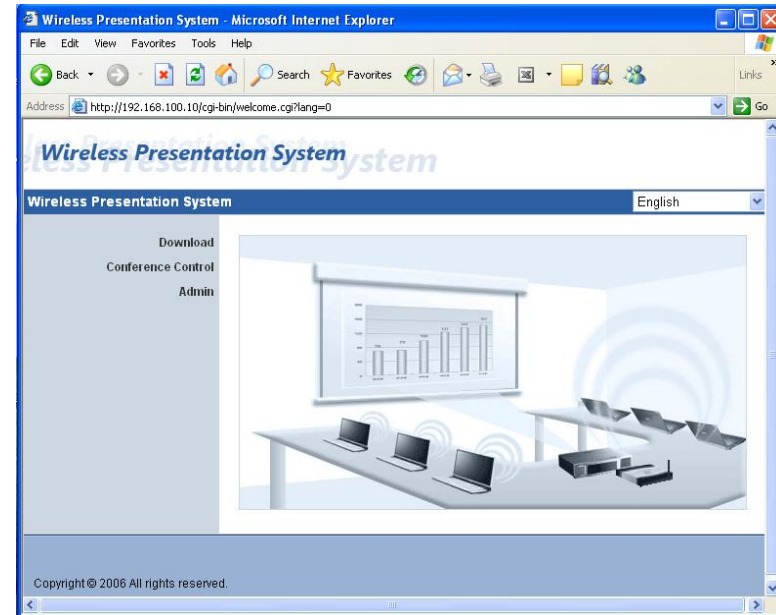 Wireless Presentation System - Microsoft Internet Explorer
File Edit View Favorites Tools Help
Back Search Favorites Links
Address http://192.168.100.10/cgi-bin/welcome.cgi?lang=0 Go
Wireless Presentation System
Wireless Presentation System English
Download
Conference Control
Admin
Copyright © 2006 All rights reserved.